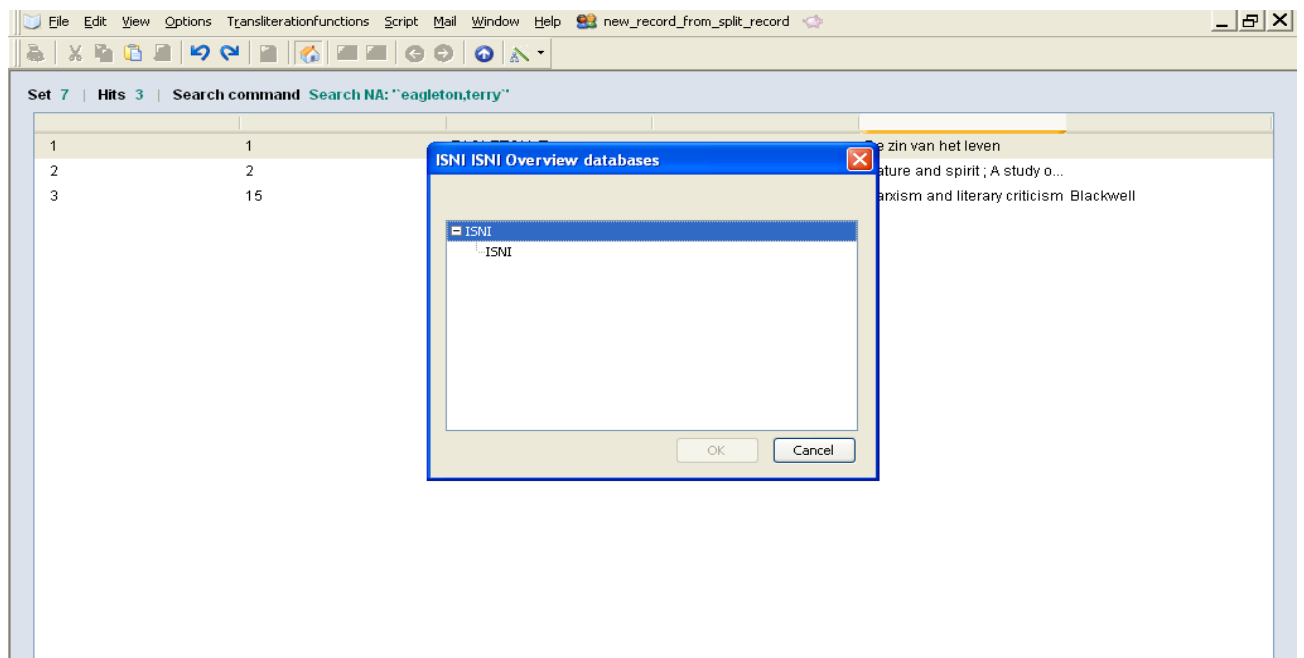 File Edit View Options Transliterationfunctions Script Mail Window Help new_record_from_split_record
Set 7 | Hits 3 | Search command Search NA: "eagleton,terry"
1 1 zin van het leven
2 2 ature and spirit ; A study o...
3 15 arxism and literary criticism Blackwell
ISNI ISNI Overview databases
ISNI
ISNI
OK Cancel